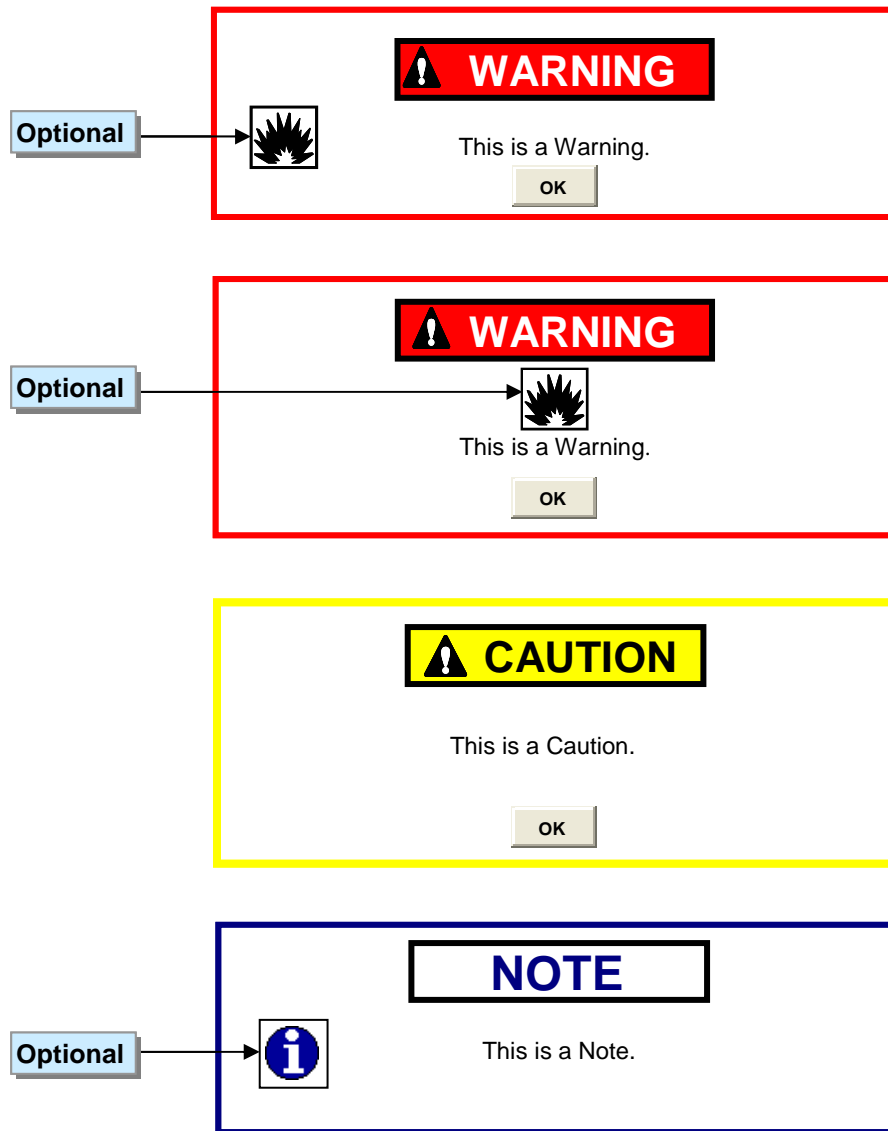 WARNING
Optional
This is a Warning.
OK
WARNING
Optional
This is a Warning.
OK
CAUTION
This is a Caution.
OK
NOTE
Optional
This is a Note.